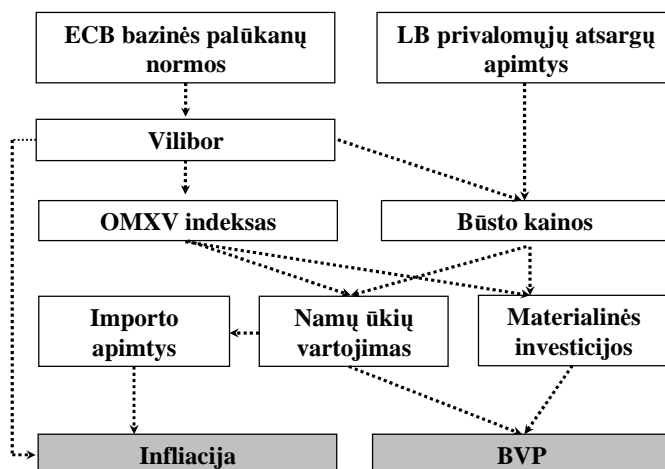 ECB bazinės palūkanų
normos
LB privalomųjų atsargų
apimtys
Vilibor
OMXV indeksas
Būsto kainos
Importo
apimtys
Namų ūkių
vartojimas
Materialinės
investicijos
Infliacija
BVP